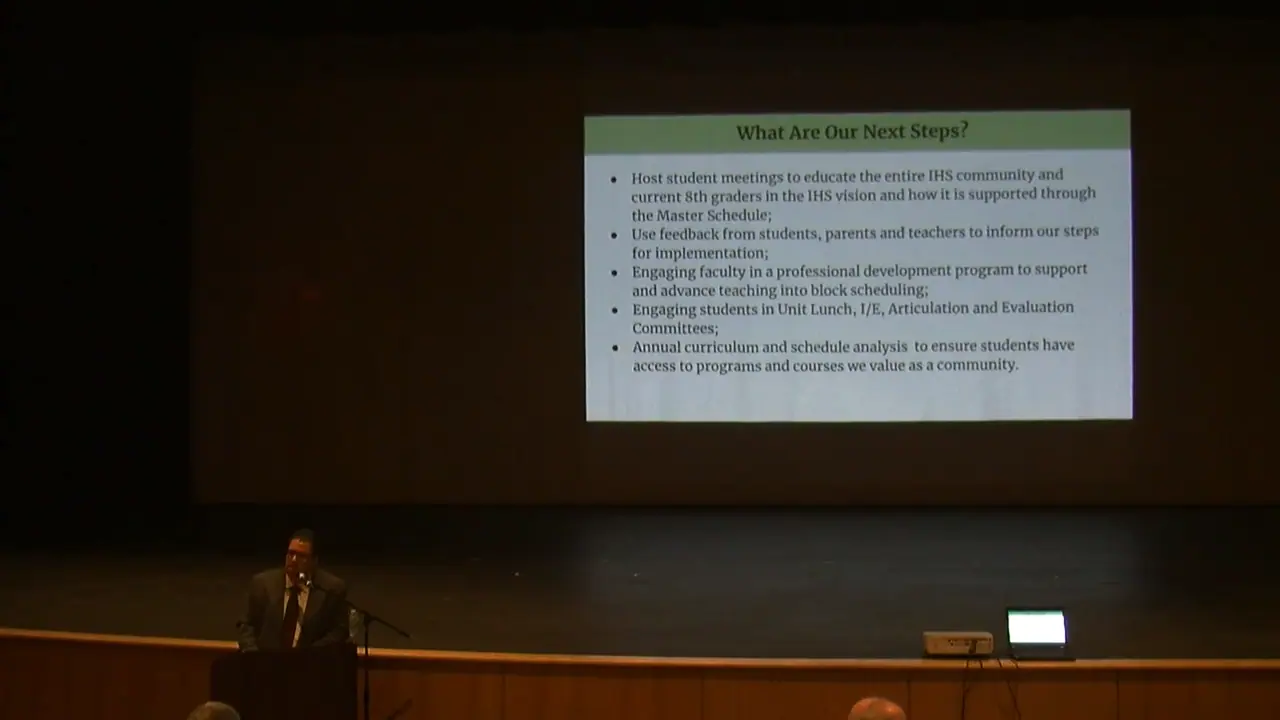 What Are Our Next Steps?
• Host student meetings to educate the entire IHS community and
current 8th graders in the IHS vision and how it is supported through
the Master Schedule;
• Use feedback from students, parents and teachers to inform our steps
for implementation;
• Engaging faculty in a professional development program to support
and advance teaching into block scheduling;
• Engaging students in Unit Lunch, I/E, Articulation and Evaluation
Committees;
• Annual curriculum and schedule analysis to ensure students have
access to programs and courses we value as a community.